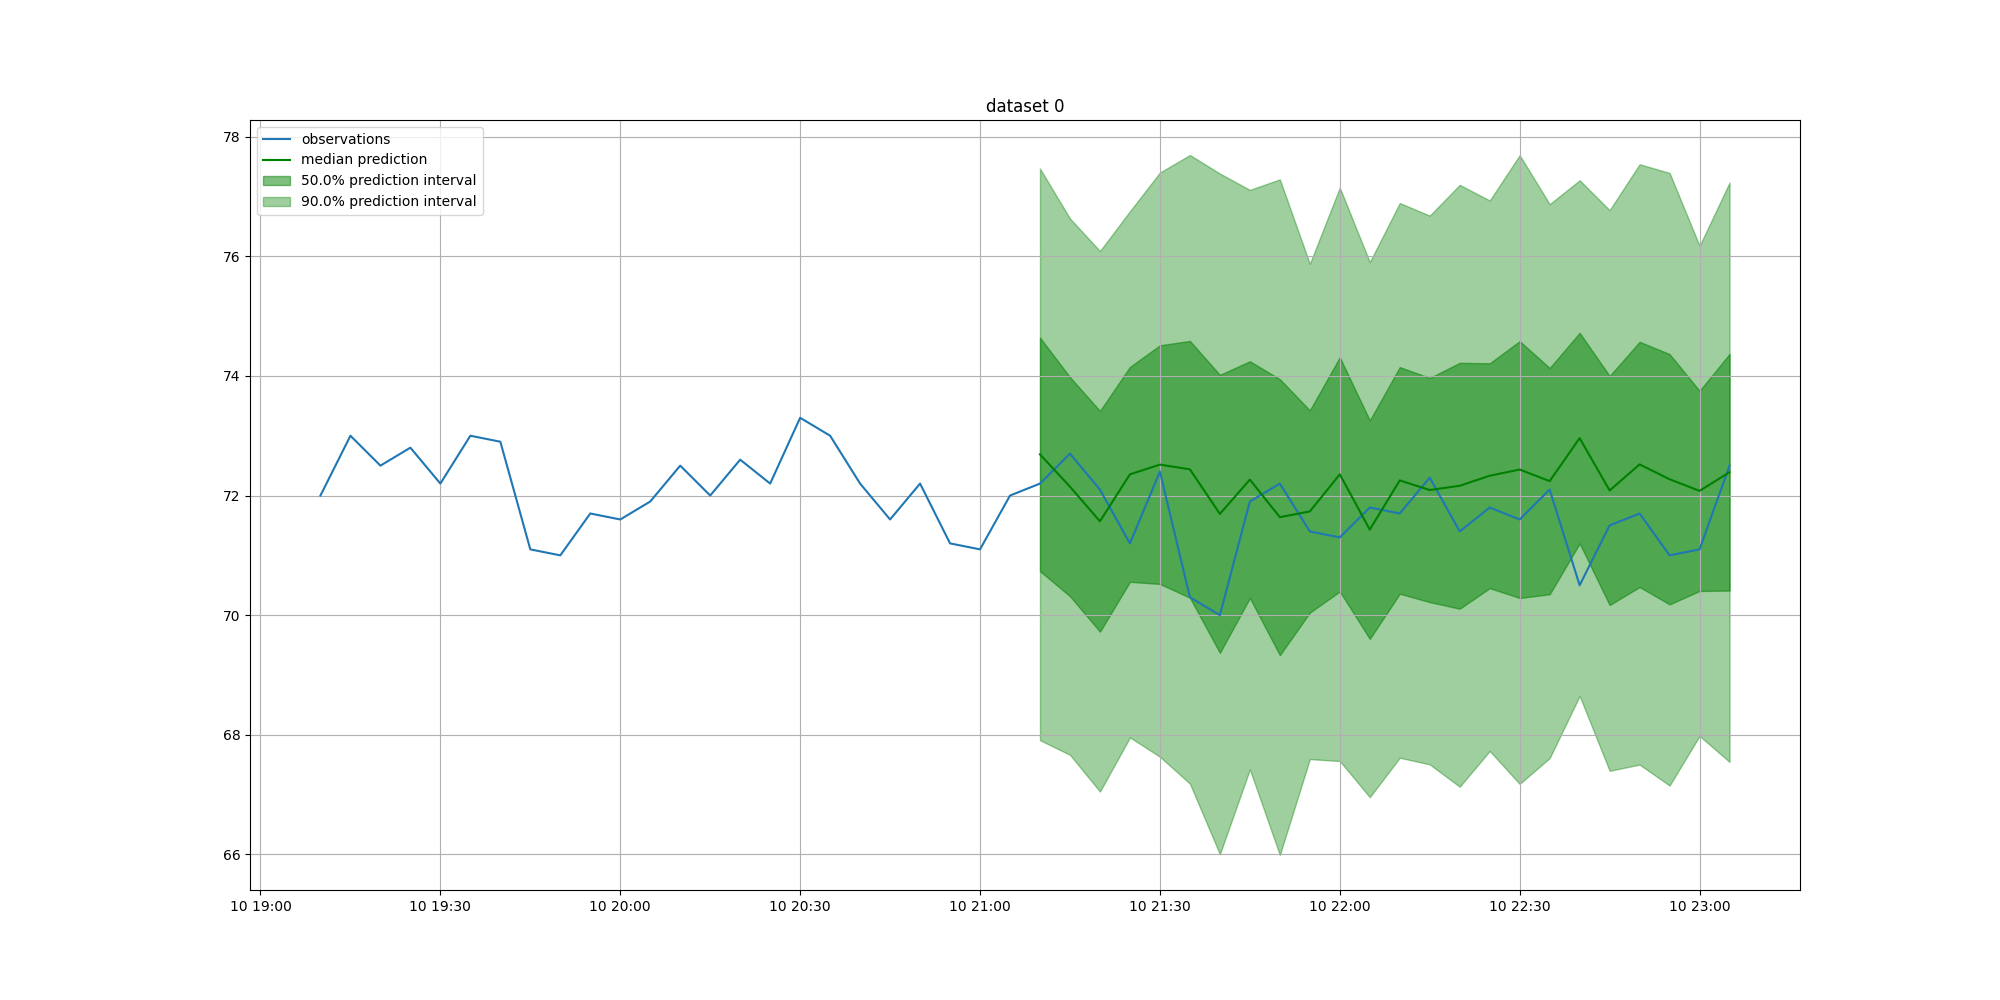 dataset 0
observations
median prediction
50.0% prediction interval
90.0% prediction interval
78
76
74
72
70
68
66
10 19:00 10 19:30 10 20:00 10 20:30 10 21:00 10 21:30 10 22:00 10 22:30 10 23:00